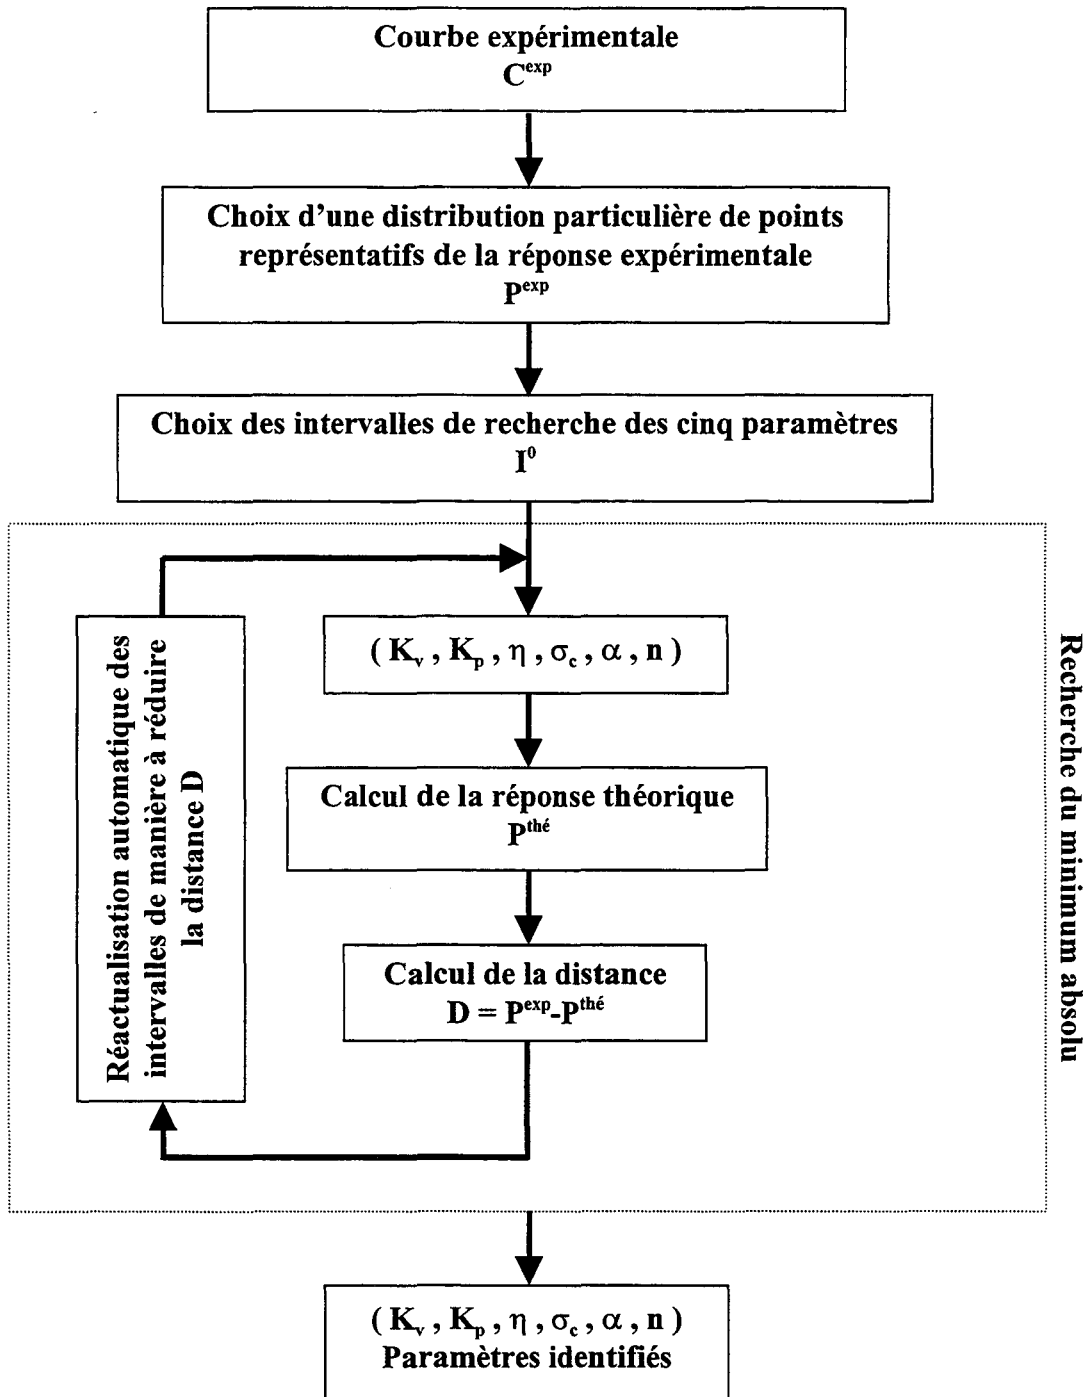 Courbe expérimentale
C^exp
Choix d'une distribution particulière de points
représentatifs de la réponse expérimentale
P^exp
Choix des intervalles de recherche des cinq paramètres
I^0
( K_v , K_p , η , σ_c , α , n )
Calcul de la réponse théorique
P^thé
Calcul de la distance
D = P^exp-P^thé
Réactualisation automatique des
intervalles de manière à réduire
la distance D
Recherche du minimum absolu
( K_v , K_p , η , σ_c , α , n )
Paramètres identifiés